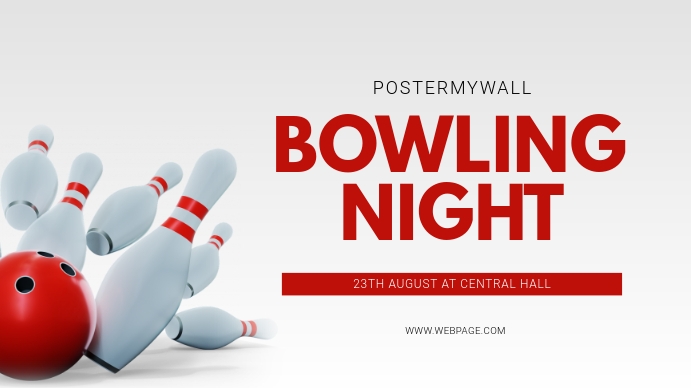 POSTERMYWALL
BOWLING
NIGHT
23TH AUGUST AT CENTRAL HALL
WWW.WEBPAGE.COM